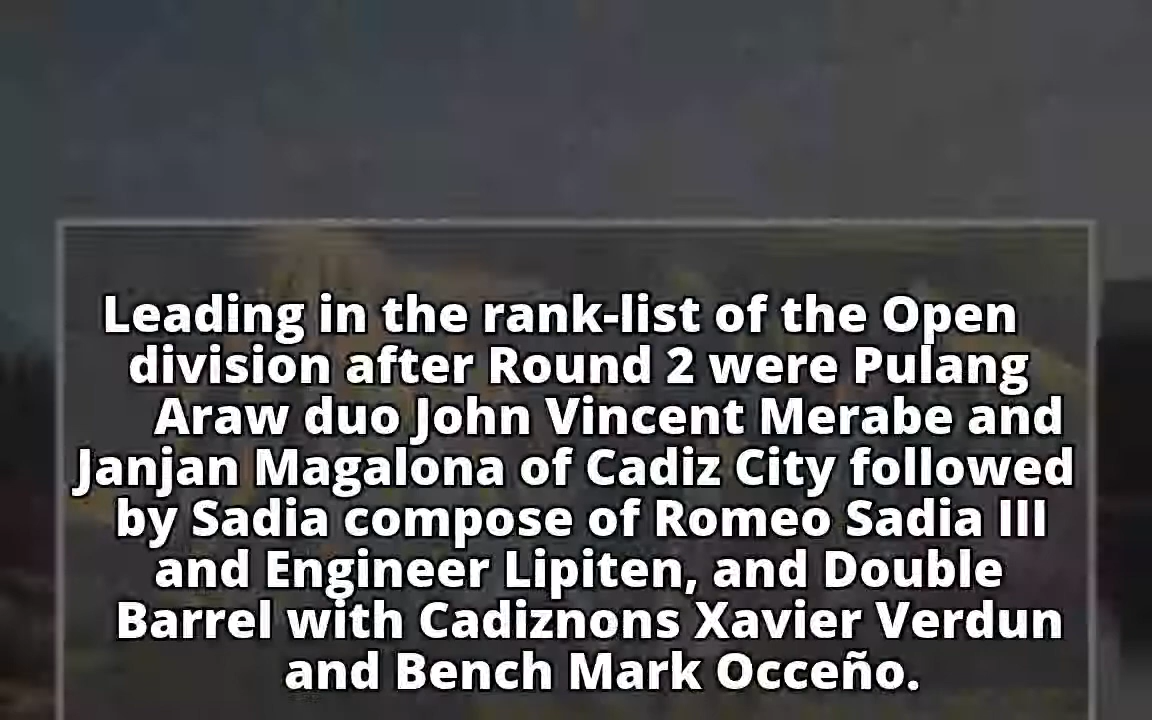 Leading in the rank-list of the Open
division after Round 2 were Pulang
Araw duo John Vincent Merabe and
Janjan Magalona of Cadiz City followed
by Sadia compose of Romeo Sadia III
and Engineer Lipiten, and Double
Barrel with Cadiznons Xavier Verdun
and Bench Mark Occeño.